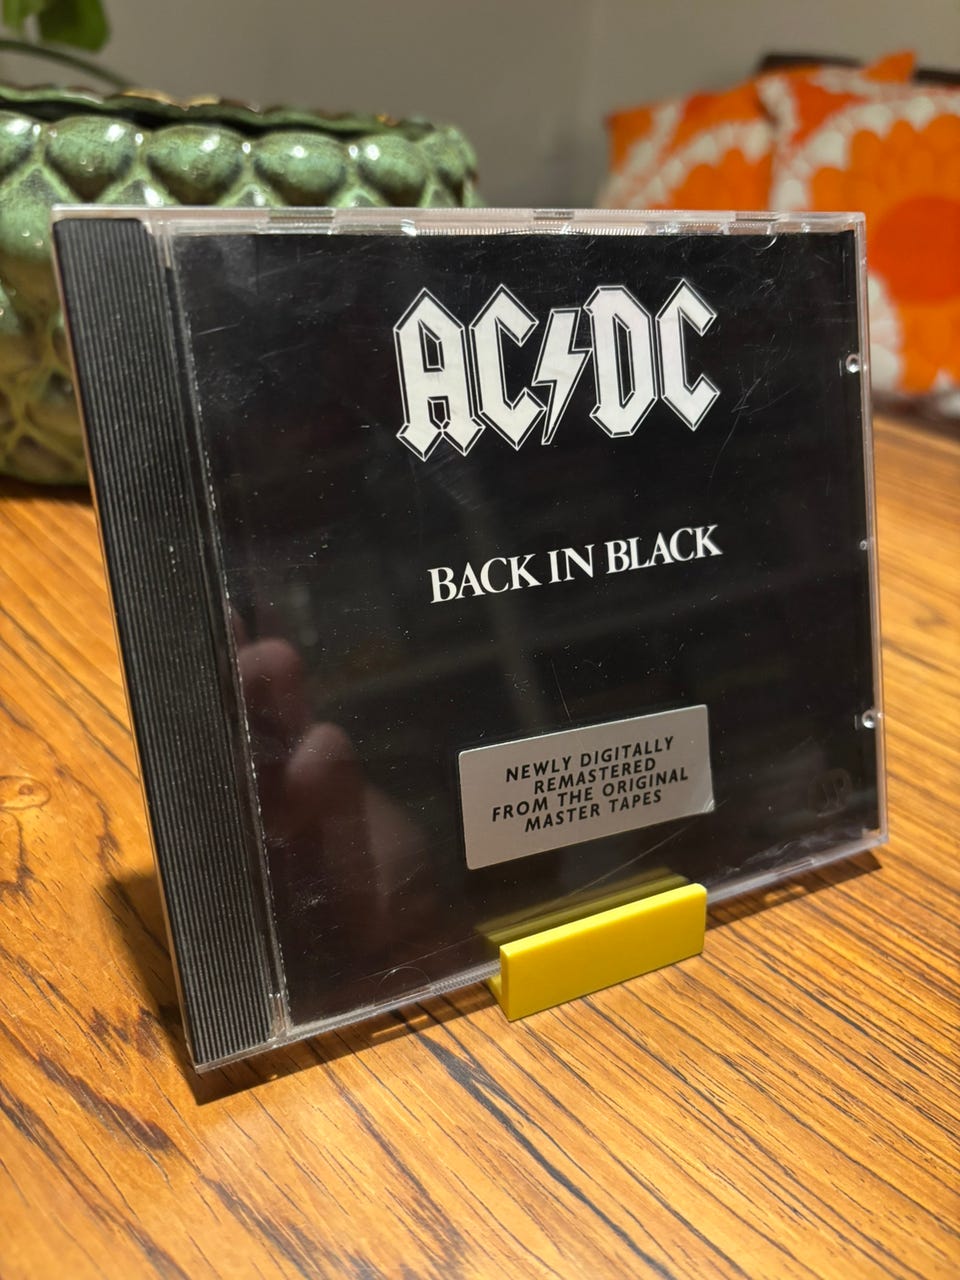 AC⚡DC
BACK IN BLACK
NEWLY DIGITALLY
REMASTERED
FROM THE ORIGINAL
MASTER TAPES